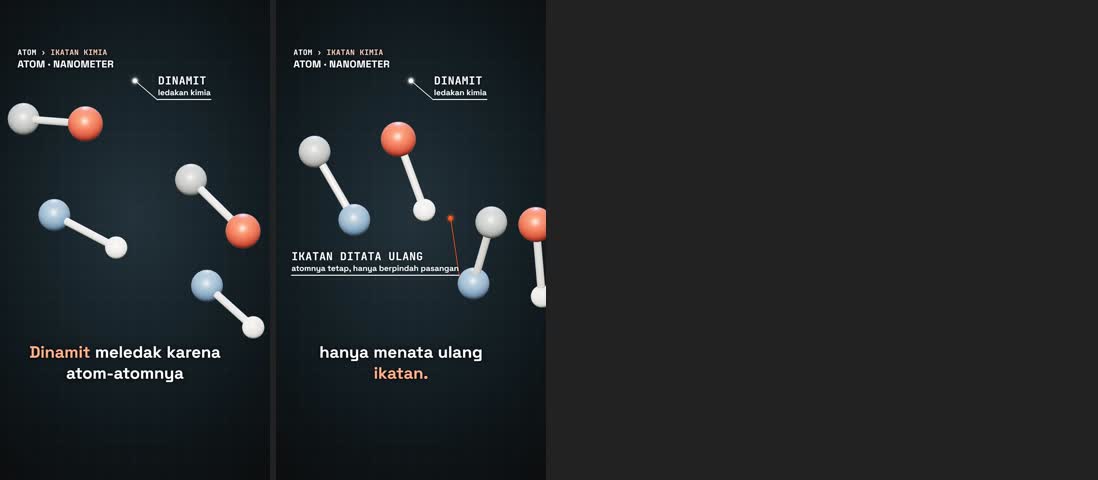 ATOM › IKATAN KIMIA
ATOM · NANOMETER
DINAMIT
ledakan kimia
Dinamit meledak karena
atom-atomnya
ATOM › IKATAN KIMIA
ATOM · NANOMETER
DINAMIT
ledakan kimia
IKATAN DITATA ULANG
atomnya tetap, hanya berpindah pasangan
hanya menata ulang
ikatan.